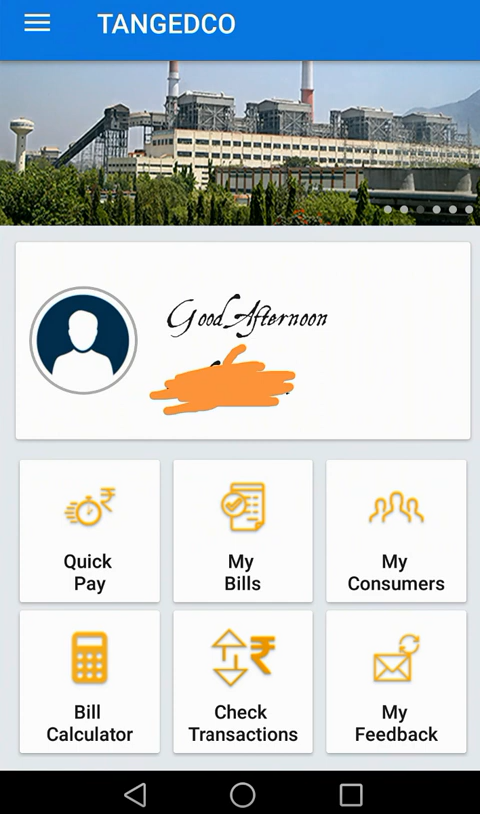 TANGEDCO
Good Afternoon
Quick
Pay
My
Bills
My
Consumers
Bill
Calculator
Check
Transactions
My
Feedback